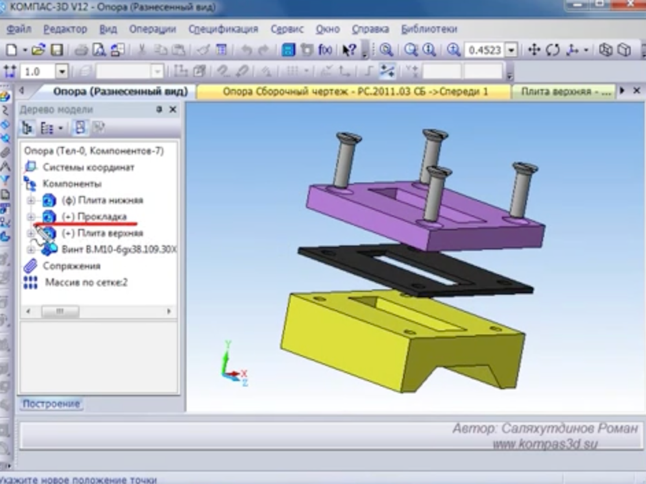 КОМПАС-3D V12 - Опора (Разнесенный вид)
Файл Редактор Вид Операции Спецификация Сервис Окно Справка Библиотеки
f(x) 0.4523
1.0
Опора (Разнесенный вид) Опора Сборочный чертеж - РС.2011.03 СБ ->Спереди 1 Плита верхняя - ...
Дерево модели
Опора (Тел-0, Компонентов-7)
Системы координат
Компоненты
(ф) Плита нижняя
(+) Прокладка
(+) Плита верхняя
Винт В.М10-6gx38.109.30Х
Сопряжения
Массив по сетке:2
Y
X
Z
Построение
Автор: Саляхутдинов Роман
www.kompas3d.su
Укажите новое положение точки